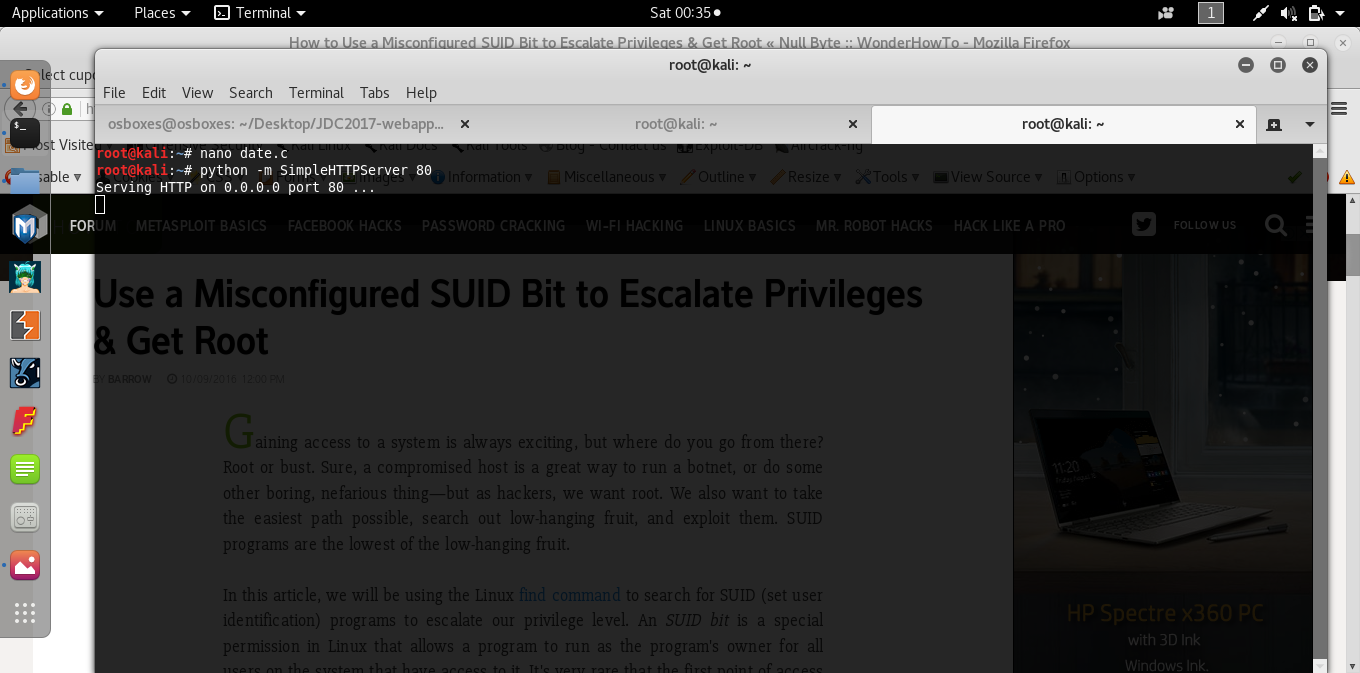 Applications Places Terminal Sat 00:35 1
How to Use a Misconfigured SUID Bit to Escalate Privileges & Get Root « Null Byte :: WonderHowTo - Mozilla Firefox
root@kali: ~
File Edit View Search Terminal Tabs Help
osboxes@osboxes: ~/Desktop/JDC2017-webapp... root@kali: ~ root@kali: ~
Most Visite Kali Linux Kali Docs Kali Tools Blog - Contact us Exploit-DB Aircrack-ng
root@kali:~# nano date.c
root@kali:~# python -m SimpleHTTPServer 80
Information Miscellaneous Outline Resize Tools View Source Options
Serving HTTP on 0.0.0.0 port 80 ...
FORUM METASPLOIT BASICS FACEBOOK HACKS PASSWORD CRACKING WI-FI HACKING LINUX BASICS MR. ROBOT HACKS HACK LIKE A PRO FOLLOW US
Use a Misconfigured SUID Bit to Escalate Privileges
& Get Root
BY BARROW 10/09/2016 12:00 PM
Gaining access to a system is always exciting, but where do you go from there?
Root or bust. Sure, a compromised host is a great way to run a botnet, or do some
other boring, nefarious thing—but as hackers, we want root. We also want to take
the easiest path possible, search out low-hanging fruit, and exploit them. SUID
programs are the lowest of the low-hanging fruit.
In this article, we will be using the Linux find command to search for SUID (set user
identification) programs to escalate our privilege level. An SUID bit is a special
permission in Linux that allows a program to run as the program's owner for all
users on the system that have access to it. It's very rare that the first point of access
11:20
HP Spectre x360 PC
with 3D Ink
Windows Ink.